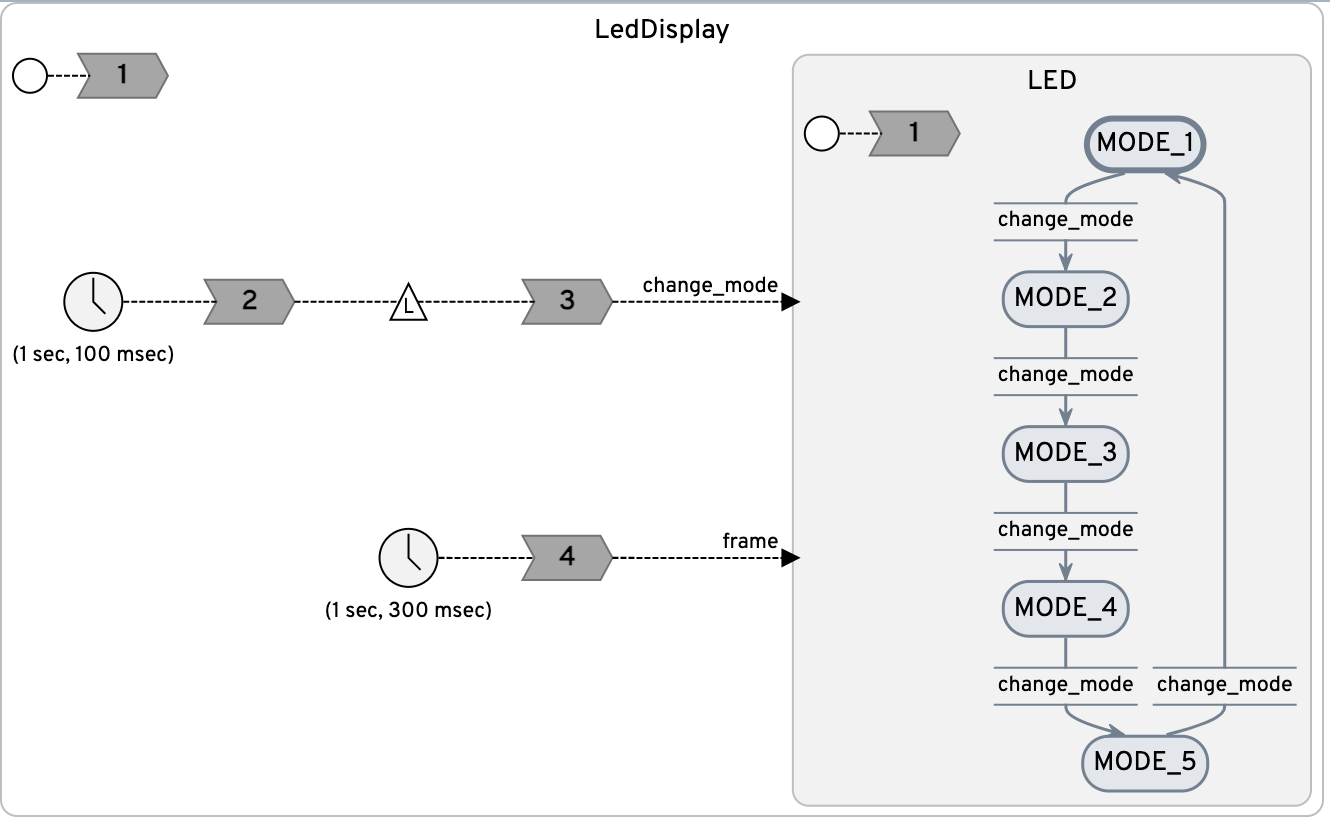 LedDisplay
1
LED
1
MODE_1
change_mode
MODE_2
2
L
3
change_mode
(1 sec, 100 msec)
change_mode
MODE_3
change_mode
4
frame
(1 sec, 300 msec)
MODE_4
change_mode
change_mode
MODE_5